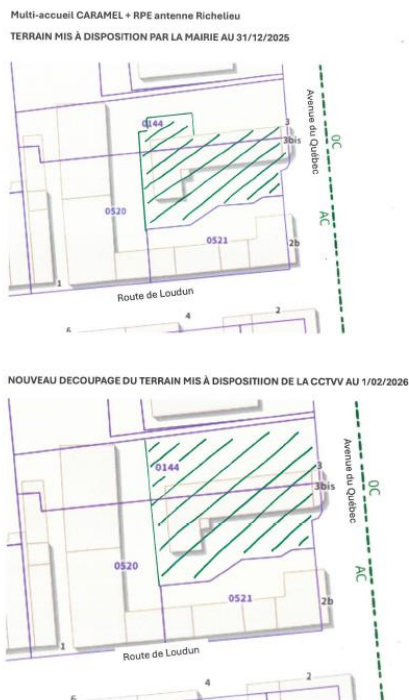 Multi-accueil CARAMEL + RPE antenne Richelieu
TERRAIN MIS À DISPOSITION PAR LA MAIRIE AU 31/12/2025
0144
3
3bis
Avenue du Québec
OC
AC
0520
0521
2b
1
Route de Loudun
4
2
6
NOUVEAU DECOUPAGE DU TERRAIN MIS À DISPOSITIION DE LA CCTVV AU 1/02/2026
0144
3
3bis
Avenue du Québec
OC
AC
0520
0521
2b
1
Route de Loudun
4
2